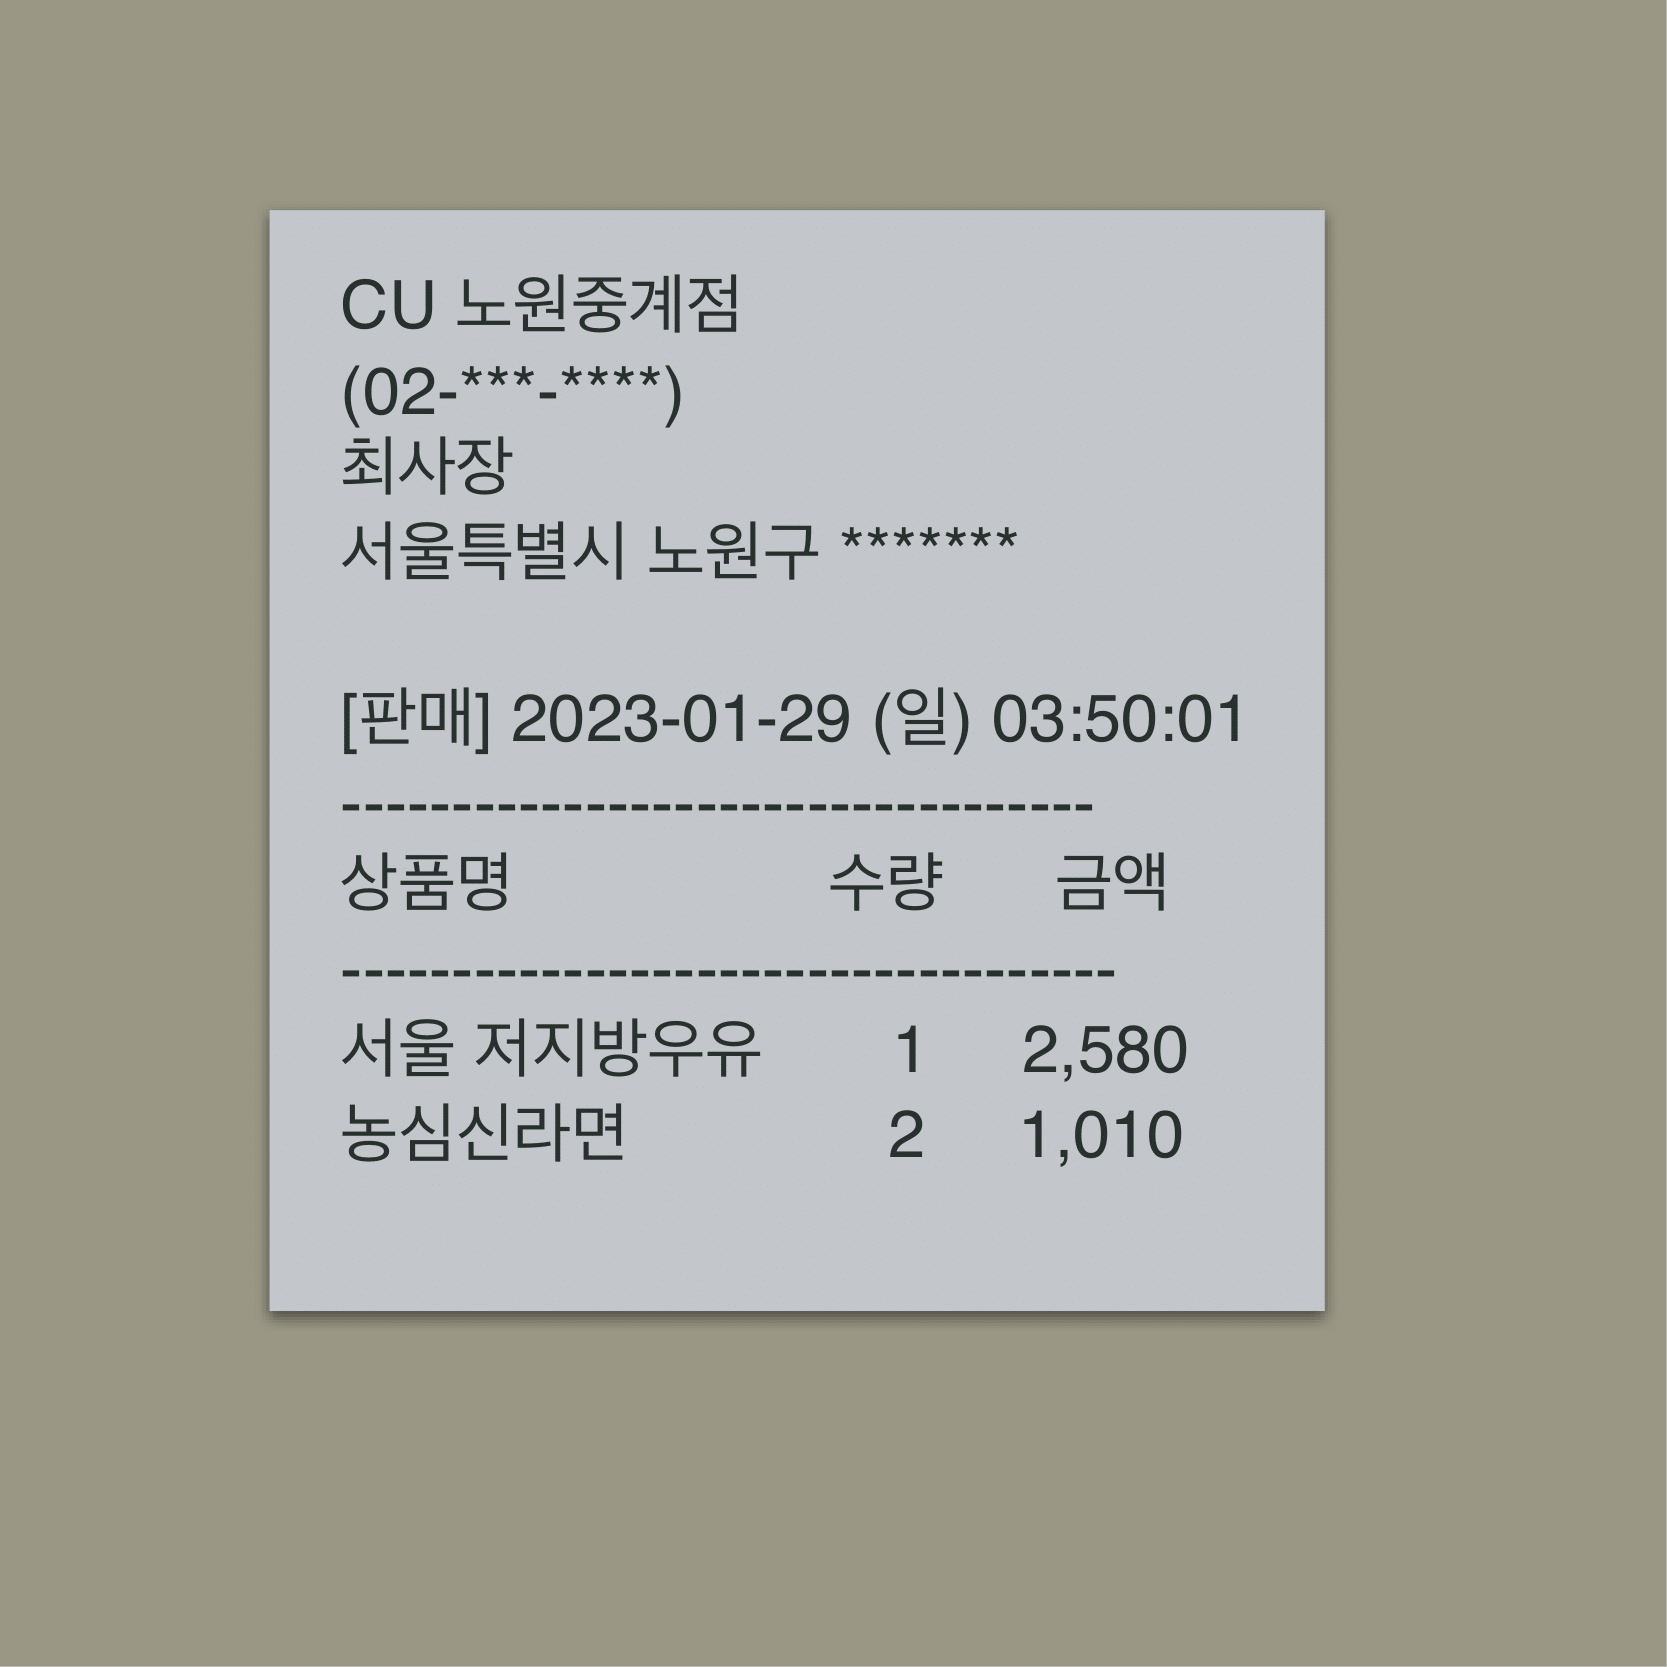 CU 노원중계점
(02-***-****)
최사장
서울특별시 노원구 *******
[판매] 2023-01-29 (일) 03:50:01
----------------------------------
상품명 수량 금액
-----------------------------------
서울 저지방우유 1 2,580
농심신라면 2 1,010